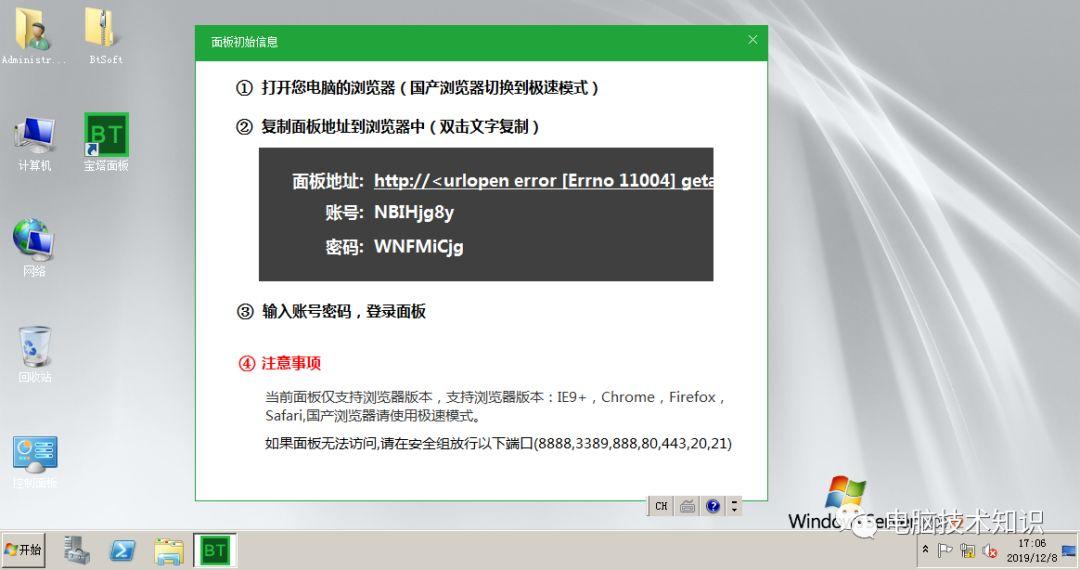 面板初始信息
① 打开您电脑的浏览器（国产浏览器切换到极速模式）
② 复制面板地址到浏览器中（双击文字复制）
面板地址: http://<urlopen error [Errno 11004] geta
账号: NBIHjg8y
密码: WNFMiCjg
③ 输入账号密码，登录面板
④ 注意事项
当前面板仅支持浏览器版本，支持浏览器版本：IE9+，Chrome，Firefox，
Safari,国产浏览器请使用极速模式。
如果面板无法访问,请在安全组放行以下端口(8888,3389,888,80,443,20,21)
Administr...
BtSoft
计算机
BT
宝塔面板
网络
回收站
控制面板
CH
电脑技术知识
开始
BT
17:06
2019/12/8